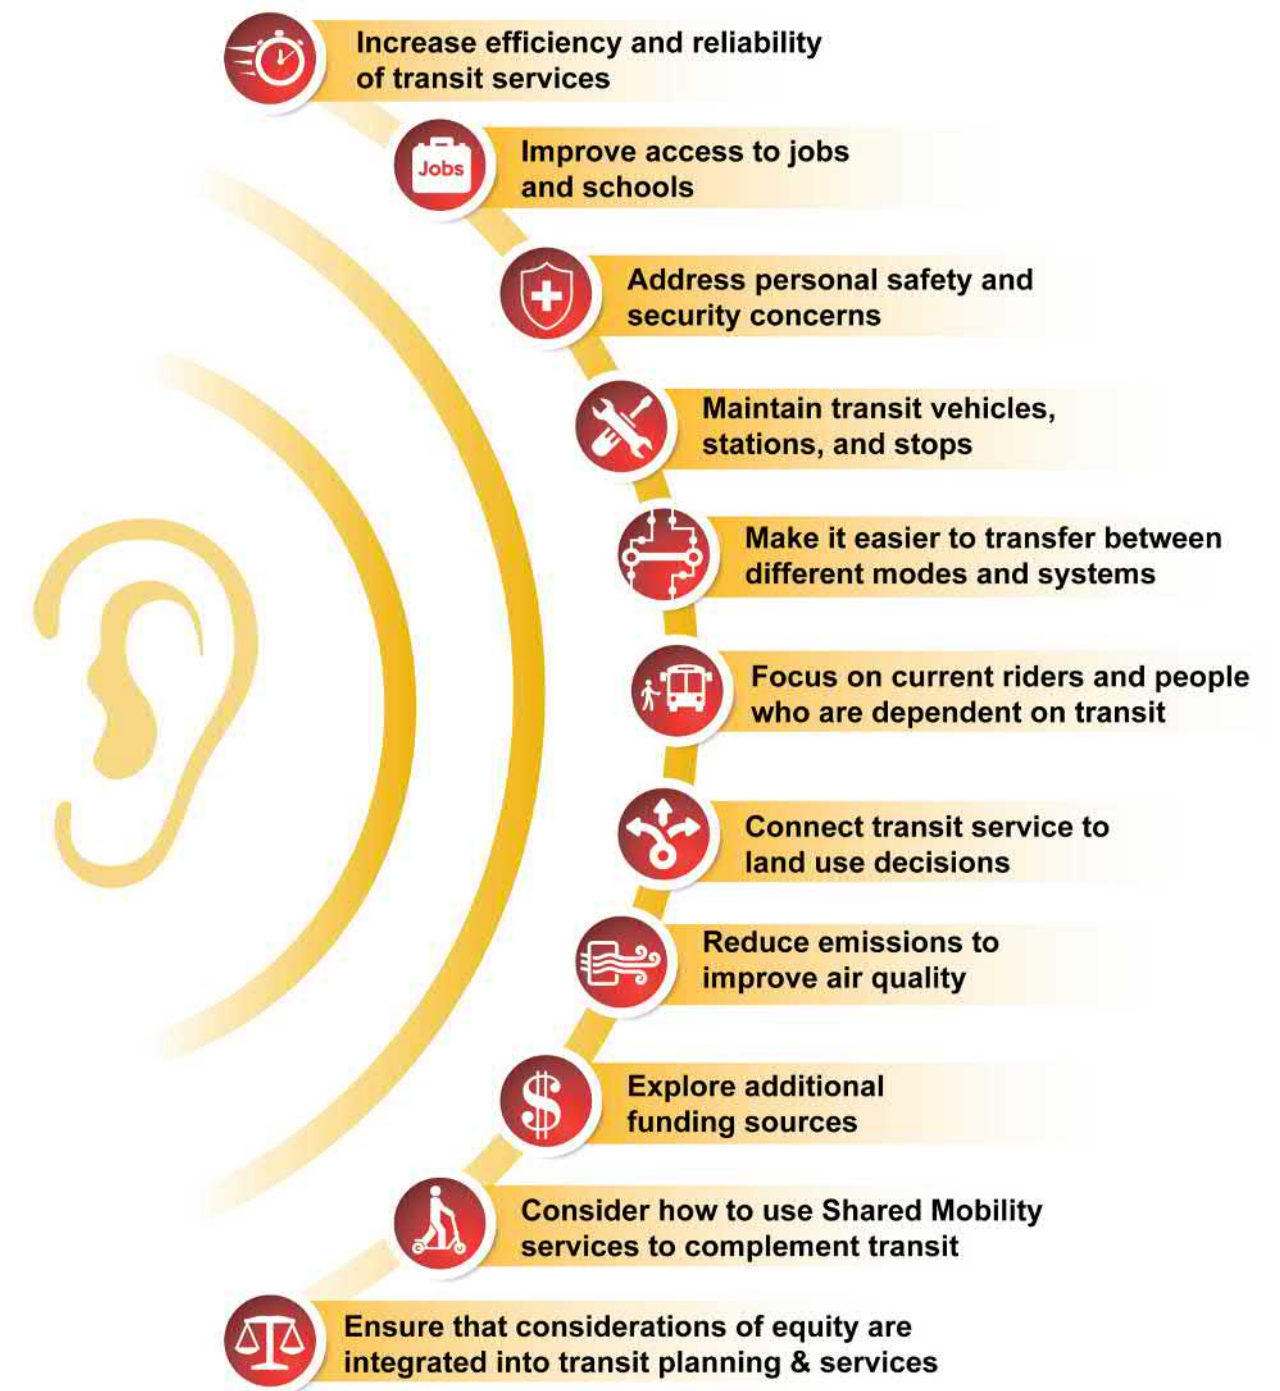 Increase efficiency and reliability
of transit services
Jobs
Improve access to jobs
and schools
Address personal safety and
security concerns
Maintain transit vehicles,
stations, and stops
Make it easier to transfer between
different modes and systems
Focus on current riders and people
who are dependent on transit
Connect transit service to
land use decisions
Reduce emissions to
improve air quality
$
Explore additional
funding sources
Consider how to use Shared Mobility
services to complement transit
Ensure that considerations of equity are
integrated into transit planning & services